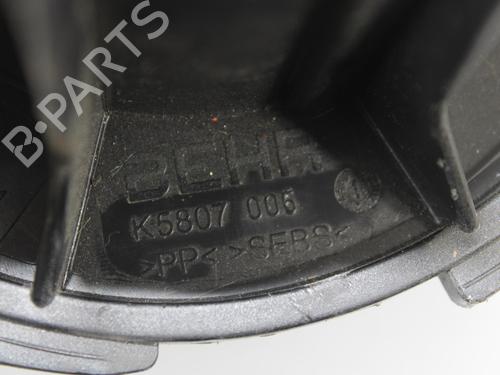 B-PARTS
BEHR
K5807 006
>PP< >SEBS<